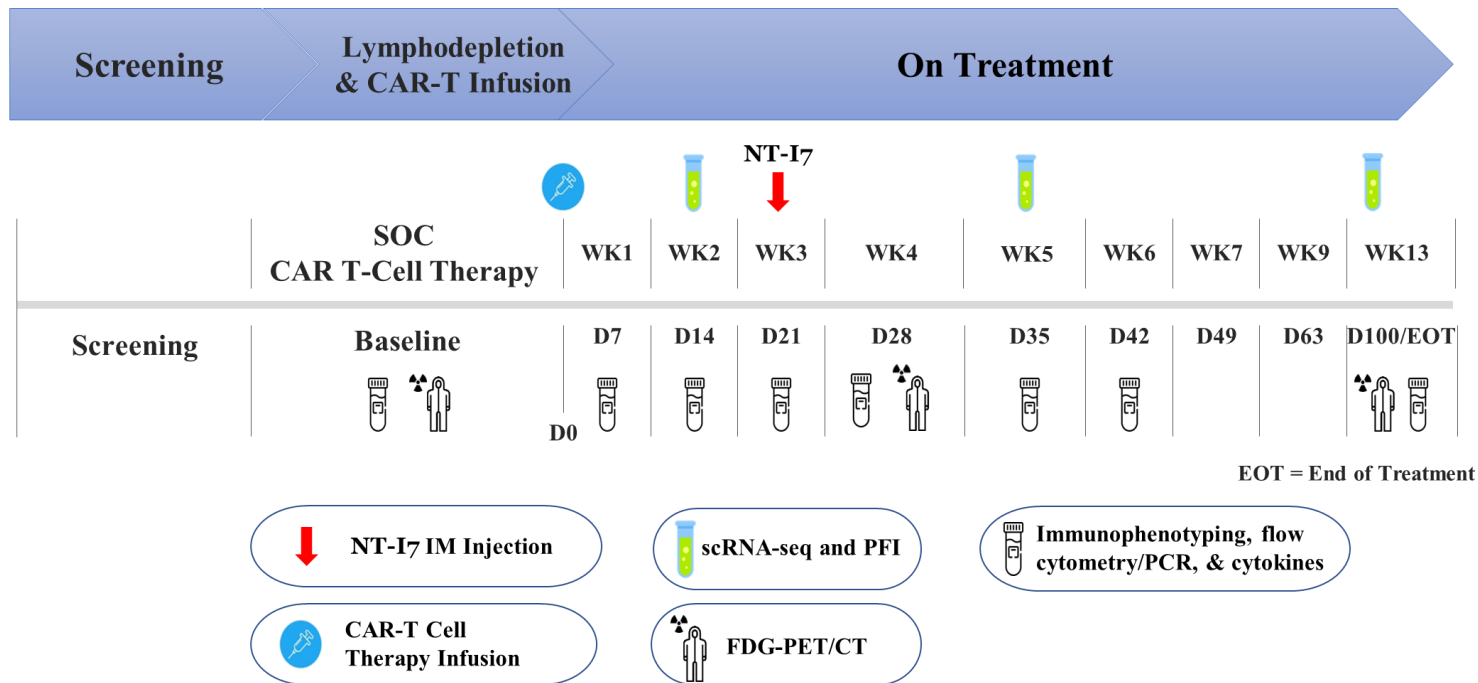 Screening
Lymphodepletion
& CAR-T Infusion
On Treatment
NT-I7
SOC
CAR T-Cell Therapy
WK1
WK2
WK3
WK4
WK5
WK6
WK7
WK9
WK13
Screening
Baseline
D0
D7
D14
D21
D28
D35
D42
D49
D63
D100/EOT
EOT = End of Treatment
NT-I7 IM Injection
scRNA-seq and PFI
Immunophenotyping, flow
cytometry/PCR, & cytokines
CAR-T Cell
Therapy Infusion
FDG-PET/CT